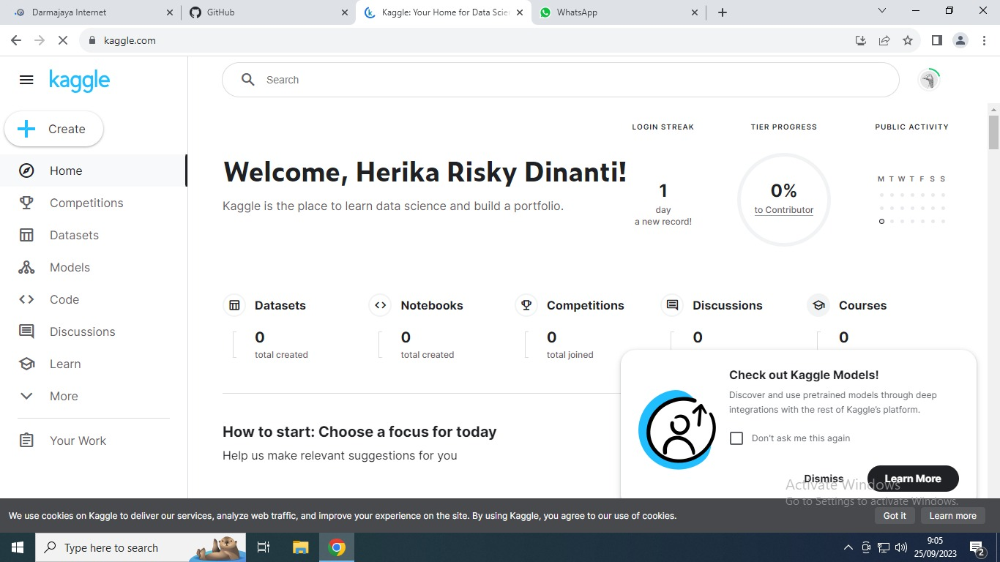 Darmajaya Internet
GitHub
Kaggle: Your Home for Data Scie
WhatsApp
kaggle.com
kaggle
Search
Create
Home
Competitions
Datasets
Models
Code
Discussions
Learn
More
Your Work
LOGIN STREAK
TIER PROGRESS
PUBLIC ACTIVITY
Welcome, Herika Risky Dinanti!
Kaggle is the place to learn data science and build a portfolio.
1
day
a new record!
0%
to Contributor
M T W T F S S
Datasets
0
total created
Notebooks
0
total created
Competitions
0
total joined
Discussions
0
Courses
0
How to start: Choose a focus for today
Help us make relevant suggestions for you
Check out Kaggle Models!
Discover and use pretrained models through deep
integrations with the rest of Kaggle's platform.
Don't ask me this again
Dismiss
Learn More
Activate Windows
Go to Settings to activate Windows.
We use cookies on Kaggle to deliver our services, analyze web traffic, and improve your experience on the site. By using Kaggle, you agree to our use of cookies.
Got it
Learn more
Type here to search
9:05
25/09/2023
2